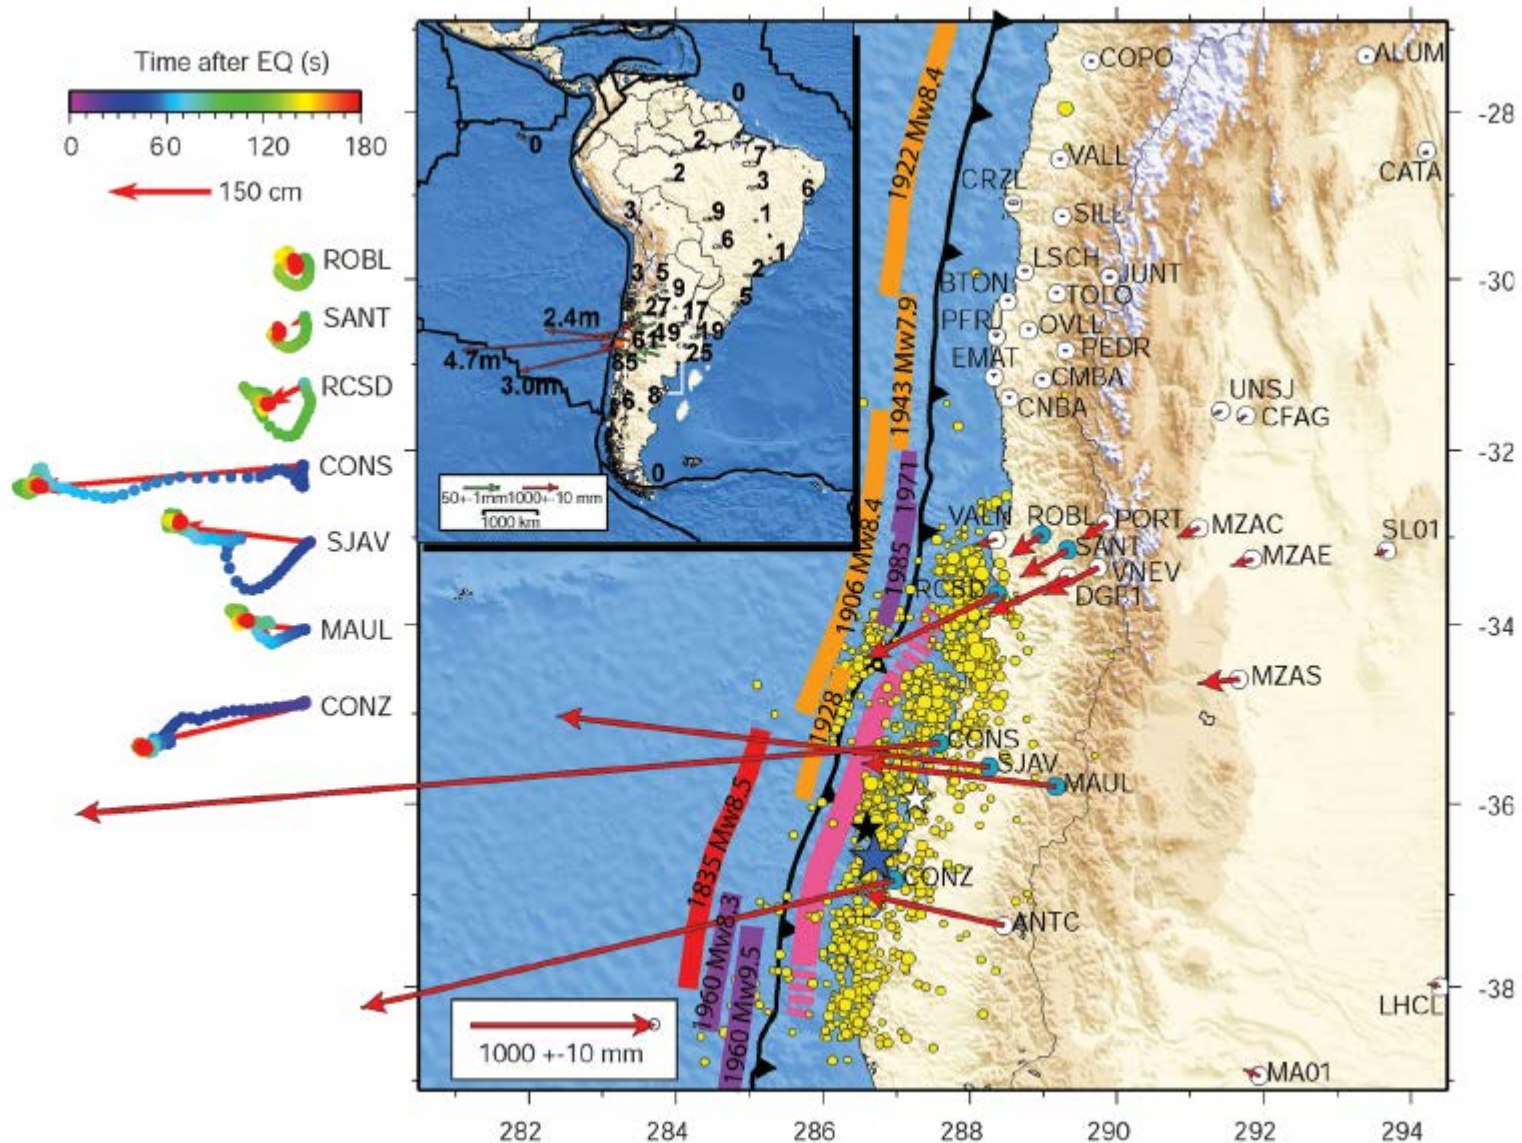 Time after EQ (s)
0 60 120 180
150 cm
ROBL
SANT
RCSD
CONS
SJAV
MAUL
CONZ
0
0
2
7
2
3
6
3
9
1
6
1
3 5
2
9
5
27
17
2.4m
61
49
19
4.7m
85
25
3.0m
8
6
0
50+-1mm 1000+-10 mm
1000 km
1922 Mw8.4
1943 Mw7.9
1906 Mw8.4
1971
1985
1928
1835 Mw8.5
1960 Mw8.3
1960 Mw9.5
COPO
ALUM
VALL
CATA
CRZL
SILL
LSCH
JUNT
BTON
TOLO
PFRJ
OVLL
PEDR
EMAT
CMBA
CNBA
UNSJ
CFAG
VALN
ROBL
PORT
MZAC
SL01
SANT
MZAE
VNEV
RCSD
DGF1
MZAS
CONS
SJAV
MAUL
CONZ
ANTC
LHCL
MA01
1000 +-10 mm
-28
-30
-32
-34
-36
-38
282 284 286 288 290 292 294